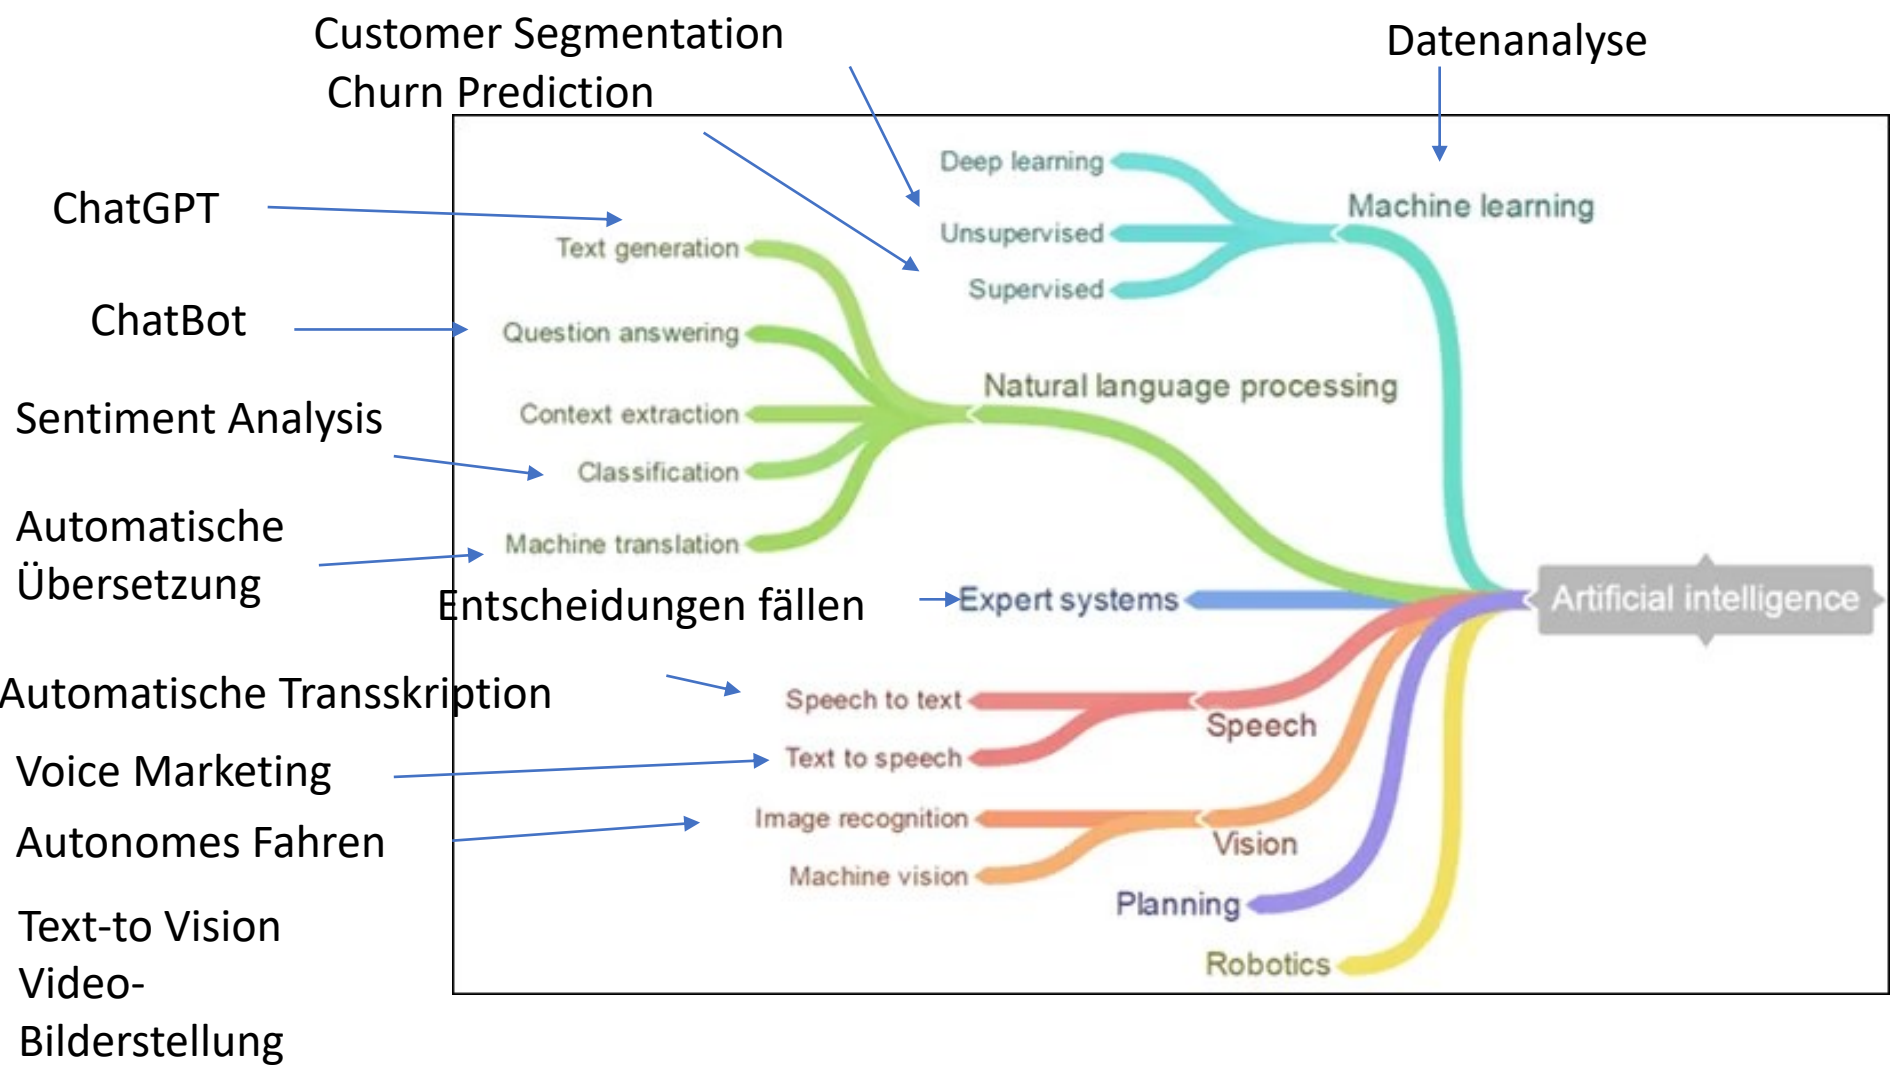 Customer Segmentation
Churn Prediction
Datenanalyse
Deep learning
Machine learning
ChatGPT
Unsupervised
Text generation
Supervised
ChatBot
Question answering
Natural language processing
Sentiment Analysis
Context extraction
Classification
Automatische
Übersetzung
Machine translation
Entscheidungen fällen
Expert systems
Artificial intelligence
Automatische Transskription
Speech to text
Speech
Voice Marketing
Text to speech
Autonomes Fahren
Image recognition
Vision
Machine vision
Planning
Text-to Vision
Video-
Bilderstellung
Robotics